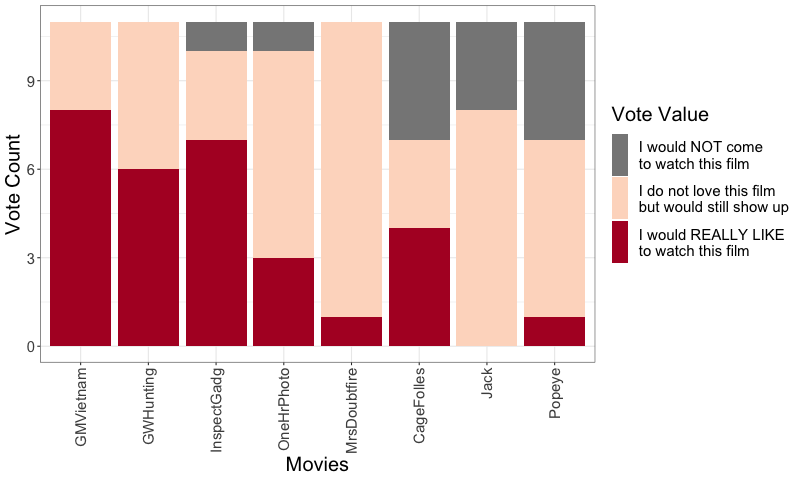 Vote Count
9
6
3
0
GMVietnam
GWHunting
InspectGadg
OneHrPhoto
MrsDoubtfire
CageFolles
Jack
Popeye
Movies
Vote Value
I would NOT come
to watch this film
I do not love this film
but would still show up
I would REALLY LIKE
to watch this film